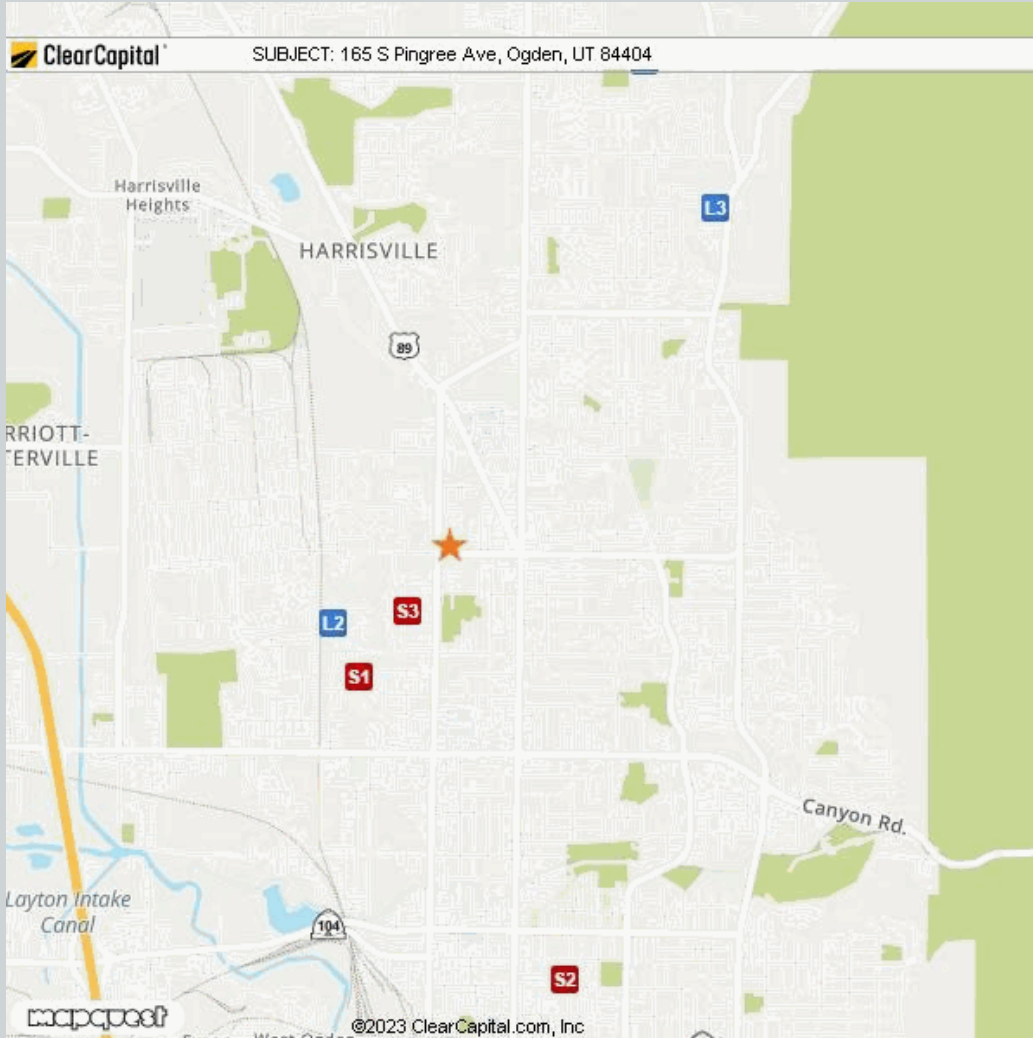 ClearCapital
SUBJECT: 165 S Pingree Ave, Ogden, UT 84404
L3
Harrisville
Heights
HARRISVILLE
89
RRIOTT-
TERVILLE
L2
S3
S1
Canyon Rd.
Layton Intake
Canal
104
S2
mapquest
©2023 ClearCapital.com, Inc